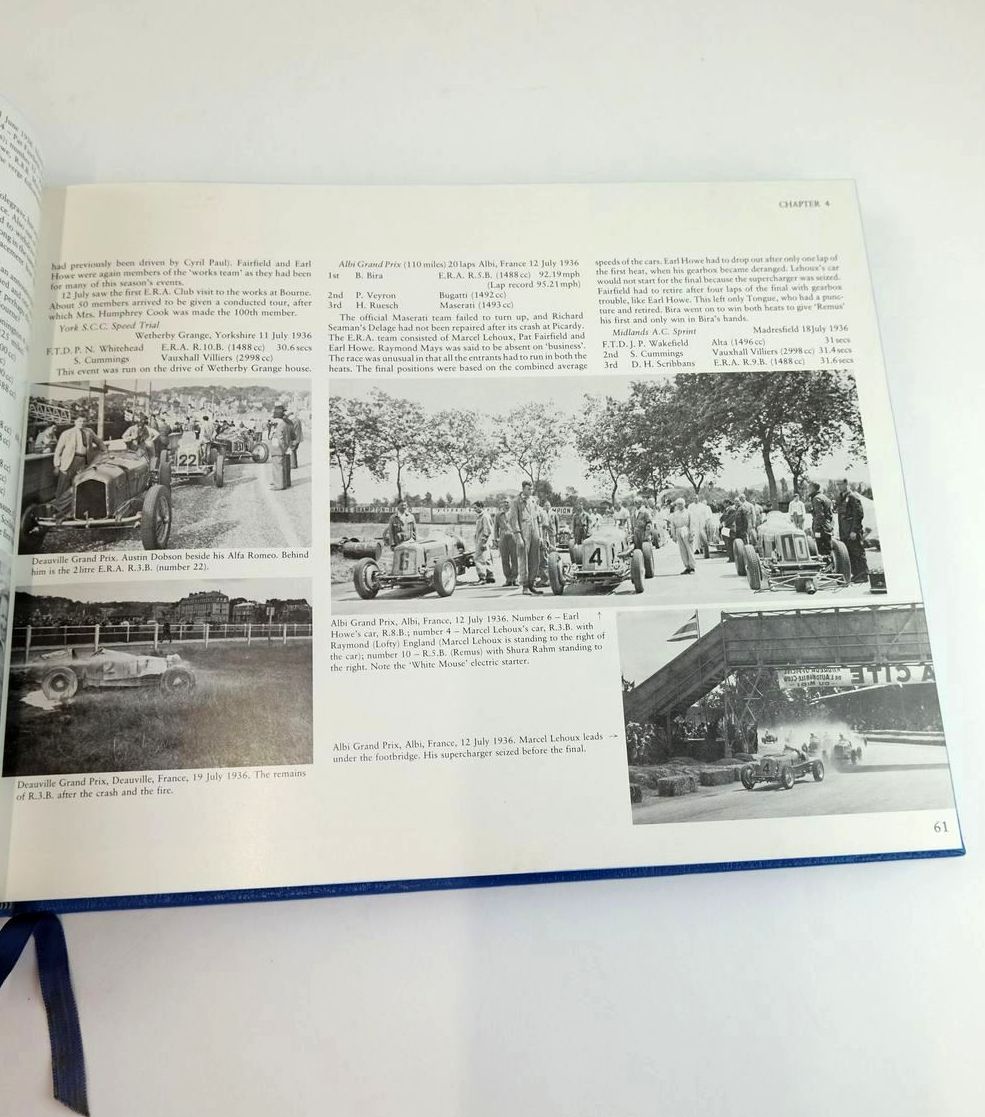 CHAPTER 4
had previously been driven by Cyril Paul). Fairfield and Earl
Howe were again members of the 'works team' as they had been
for many of this season's events.
12 July saw the first E.R.A. Club visit to the works at Bourne.
About 50 members arrived to be given a conducted tour, after
which Mrs. Humphrey Cook was made the 100th member.
York S.C.C. Speed Trial
Wetherby Grange, Yorkshire 11 July 1936
F.T.D. P. N. Whitehead E.R.A. R.10.B. (1488 cc) 30.6 secs
S. Cummings Vauxhall Villiers (2998 cc)
This event was run on the drive of Wetherby Grange house.
Albi Grand Prix (110 miles) 20 laps Albi, France 12 July 1936
1st B. Bira E.R.A. R.5.B. (1488 cc) 92.19 mph
(Lap record 95.21 mph)
2nd P. Veyron Bugatti (1492 cc)
3rd H. Ruesch Maserati (1493 cc)
The official Maserati team failed to turn up, and Richard
Seaman's Delage had not been repaired after its crash at Picardy.
The E.R.A. team consisted of Marcel Lehoux, Pat Fairfield and
Earl Howe. Raymond Mays was said to be absent on 'business'.
The race was unusual in that all the entrants had to run in both the
heats. The final positions were based on the combined average
speeds of the cars. Earl Howe had to drop out after only one lap of
the first heat, when his gearbox became deranged. Lehoux's car
would not start for the final because the supercharger was seized.
Fairfield had to retire after four laps of the final with gearbox
trouble, like Earl Howe. This left only Tongue, who had a punc-
ture and retired. Bira went on to win both heats to give 'Remus'
his first and only win in Bira's hands.
Midlands A.C. Sprint
Madresfield 18 July 1936
F.T.D. J. P. Wakefield Alta (1496 cc) 31 secs
2nd S. Cummings Vauxhall Villiers (2998 cc) 31.4 secs
3rd D. H. Scribbans E.R.A. R.9.B. (1488 cc) 31.6 secs
22
6
4
10
Deauville Grand Prix. Austin Dobson beside his Alfa Romeo. Behind
him is the 2 litre E.R.A. R.3.B. (number 22).
Albi Grand Prix, Albi, France, 12 July 1936. Number 6 – Earl ↑
Howe's car, R.8.B.; number 4 – Marcel Lehoux's car, R.3.B. with
Raymond (Lofty) England (Marcel Lehoux is standing to the right of
the car); number 10 – R.5.B. (Remus) with Shura Rahm standing to
the right. Note the 'White Mouse' electric starter.
Albi Grand Prix, Albi, France, 12 July 1936. Marcel Lehoux leads →
under the footbridge. His supercharger seized before the final.
Deauville Grand Prix, Deauville, France, 19 July 1936. The remains
of R.3.B. after the crash and the fire.
61